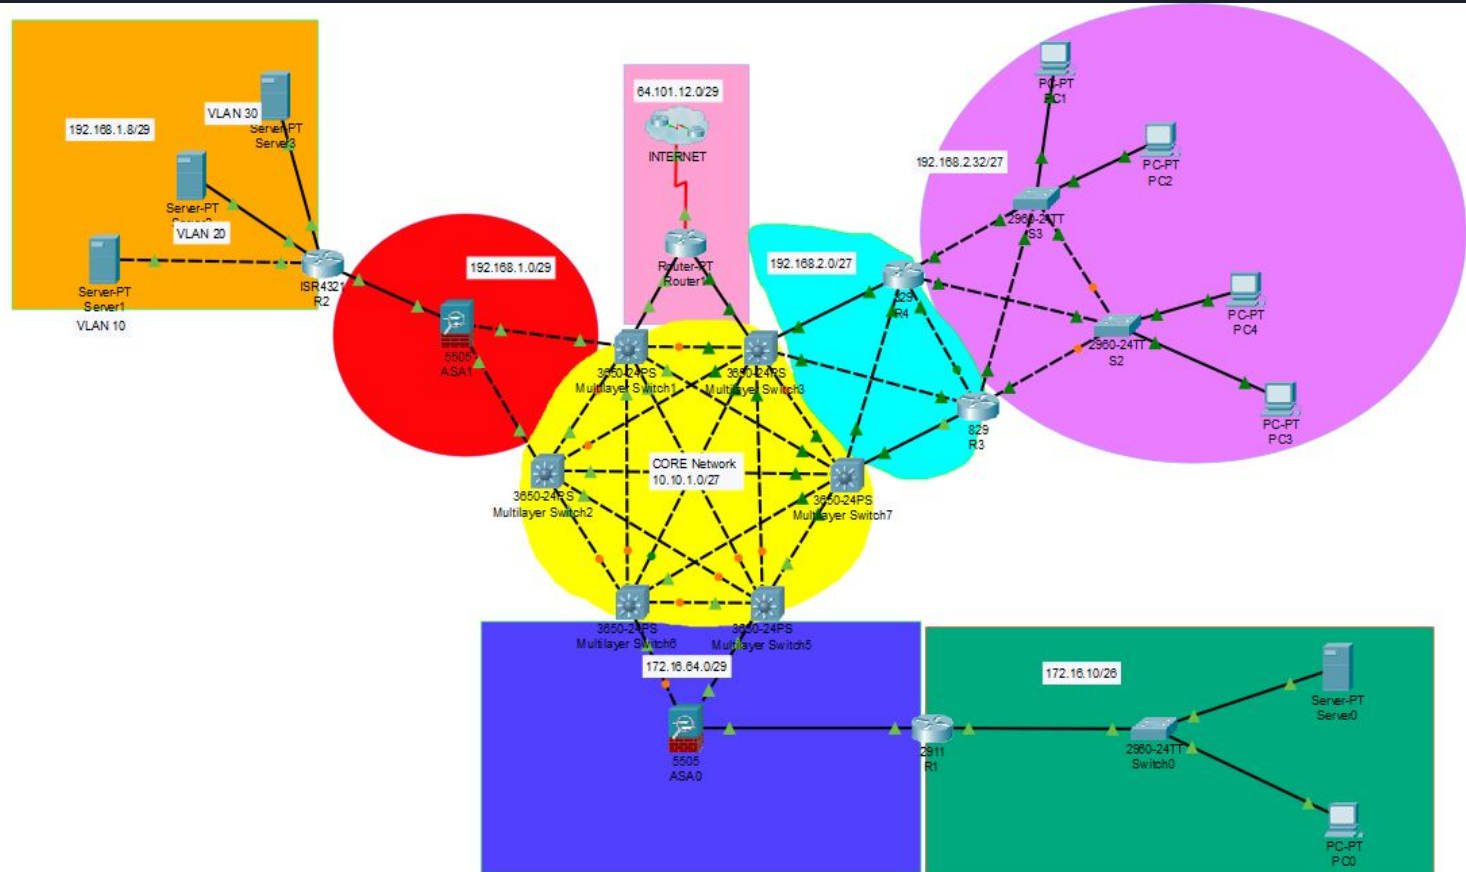 192.168.1.8/29
VLAN 30
Server-PT
Server3
Server-PT
VLAN 20
Server-PT
Server1
VLAN 10
ISR4321
R2
192.168.1.0/29
5505
ASA1
64.101.12.0/29
INTERNET
Router-PT
Router1
192.168.2.0/27
829
R4
829
R3
192.168.2.32/27
PC-PT
PC1
PC-PT
PC2
2960-24TT
S3
PC-PT
PC4
2960-24TT
S2
PC-PT
PC3
3650-24PS
Multilayer Switch1
3650-24PS
Multilayer Switch3
CORE Network
10.10.1.0/27
3650-24PS
Multilayer Switch2
3650-24PS
Multilayer Switch7
3650-24PS
Multilayer Switch6
3650-24PS
Multilayer Switch5
172.16.64.0/29
5505
ASA0
2911
R1
172.16.10/26
2960-24TT
Switch0
Server-PT
Server0
PC-PT
PC0